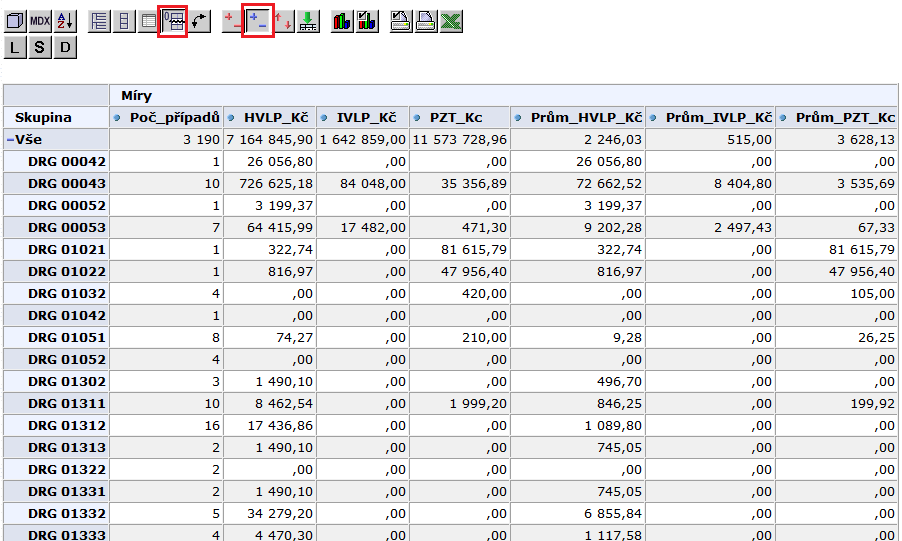 MDX A Z
L S D
Míry
Skupina Poč_případů HVLP_Kč IVLP_Kč PZT_Kc Prům_HVLP_Kč Prům_IVLP_Kč Prům_PZT_Kc
Vše 3 190 7 164 845,90 1 642 859,00 11 573 728,96 2 246,03 515,00 3 628,13
DRG 00042 1 26 056,80 ,00 ,00 26 056,80 ,00 ,00
DRG 00043 10 726 625,18 84 048,00 35 356,89 72 662,52 8 404,80 3 535,69
DRG 00052 1 3 199,37 ,00 ,00 3 199,37 ,00 ,00
DRG 00053 7 64 415,99 17 482,00 471,30 9 202,28 2 497,43 67,33
DRG 01021 1 322,74 ,00 81 615,79 322,74 ,00 81 615,79
DRG 01022 1 816,97 ,00 47 956,40 816,97 ,00 47 956,40
DRG 01032 4 ,00 ,00 420,00 ,00 ,00 105,00
DRG 01042 1 ,00 ,00 ,00 ,00 ,00 ,00
DRG 01051 8 74,27 ,00 210,00 9,28 ,00 26,25
DRG 01052 4 ,00 ,00 ,00 ,00 ,00 ,00
DRG 01302 3 1 490,10 ,00 ,00 496,70 ,00 ,00
DRG 01311 10 8 462,54 ,00 1 999,20 846,25 ,00 199,92
DRG 01312 16 17 436,86 ,00 ,00 1 089,80 ,00 ,00
DRG 01313 2 1 490,10 ,00 ,00 745,05 ,00 ,00
DRG 01322 2 ,00 ,00 ,00 ,00 ,00 ,00
DRG 01331 2 1 490,10 ,00 ,00 745,05 ,00 ,00
DRG 01332 5 34 279,20 ,00 ,00 6 855,84 ,00 ,00
DRG 01333 4 4 470,30 ,00 ,00 1 117,58 ,00 ,00